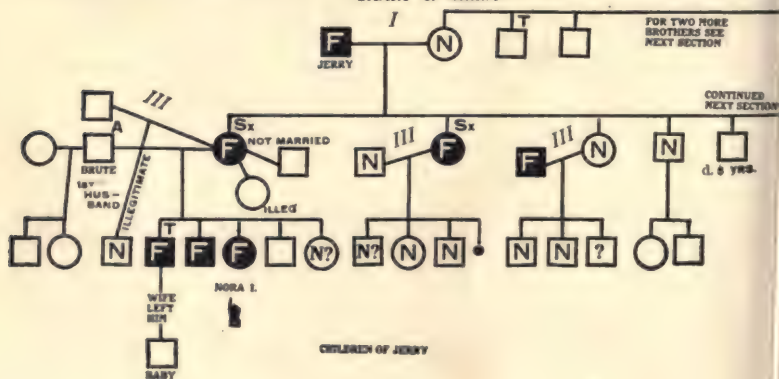 I
T
FOR TWO MORE
BROTHERS SEE
NEXT SECTION
F
N
JERRY
CONTINUED
NEXT SECTION
III
Sx
Sx
A
F
NOT MARRIED
III
N
F
III
F
N
N
BRUTE
1ST
HUS-
BAND
ILLEGITIMATE
ILLEG
d. 5 yrs.
T
N
F
F
F
N?
N?
N
N
N
N
?
WIFE
LEFT
HIM
NORA I.
CHILDREN OF JERRY
BABY